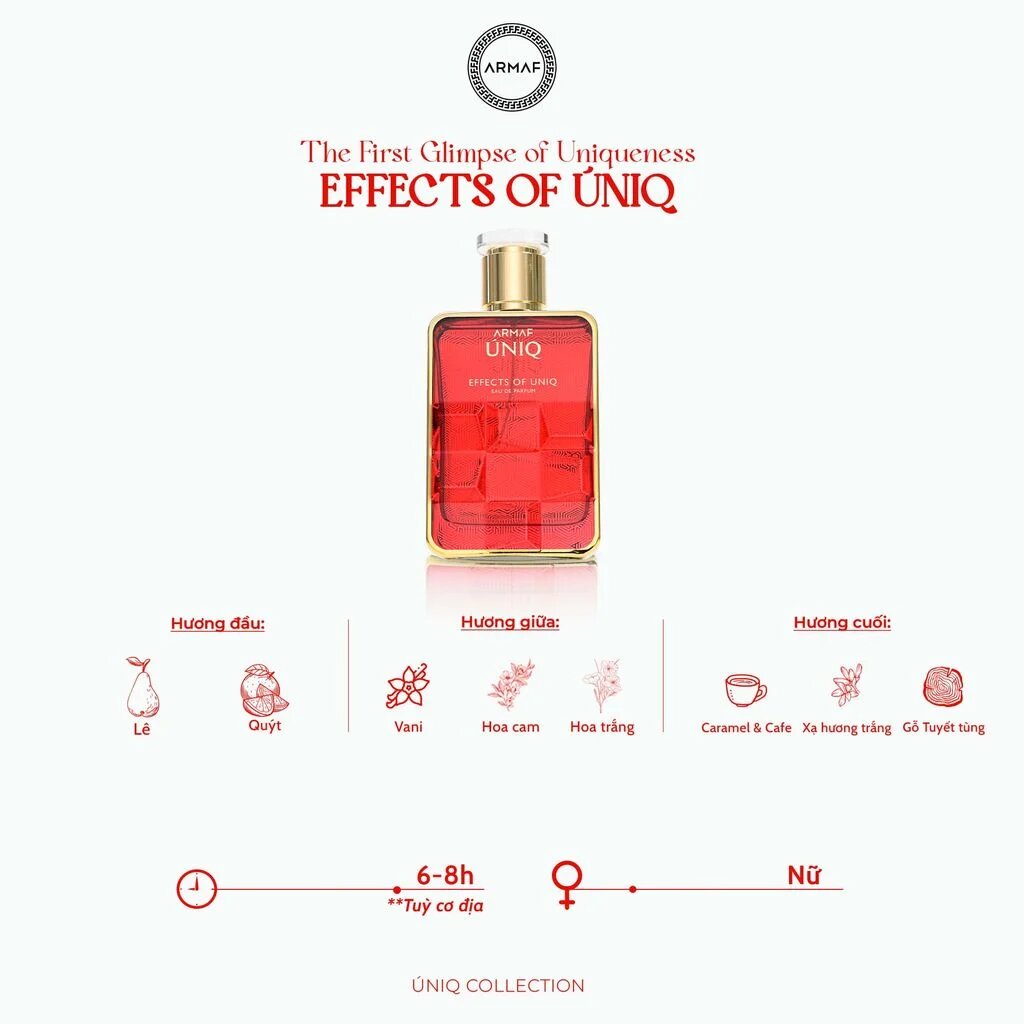 ARMAF
The First Glimpse of Uniqueness
EFFECTS OF ÚNIQ
ARMAF
ÚNIQ
EFFECTS OF UNIQ
EAU DE PARFUM
Hương đầu:
Lê
Quýt
Hương giữa:
Vani
Hoa cam
Hoa trắng
Hương cuối:
Caramel & Cafe
Xạ hương trắng
Gỗ Tuyết tùng
6-8h
**Tuỳ cơ địa
Nữ
ÚNIQ COLLECTION